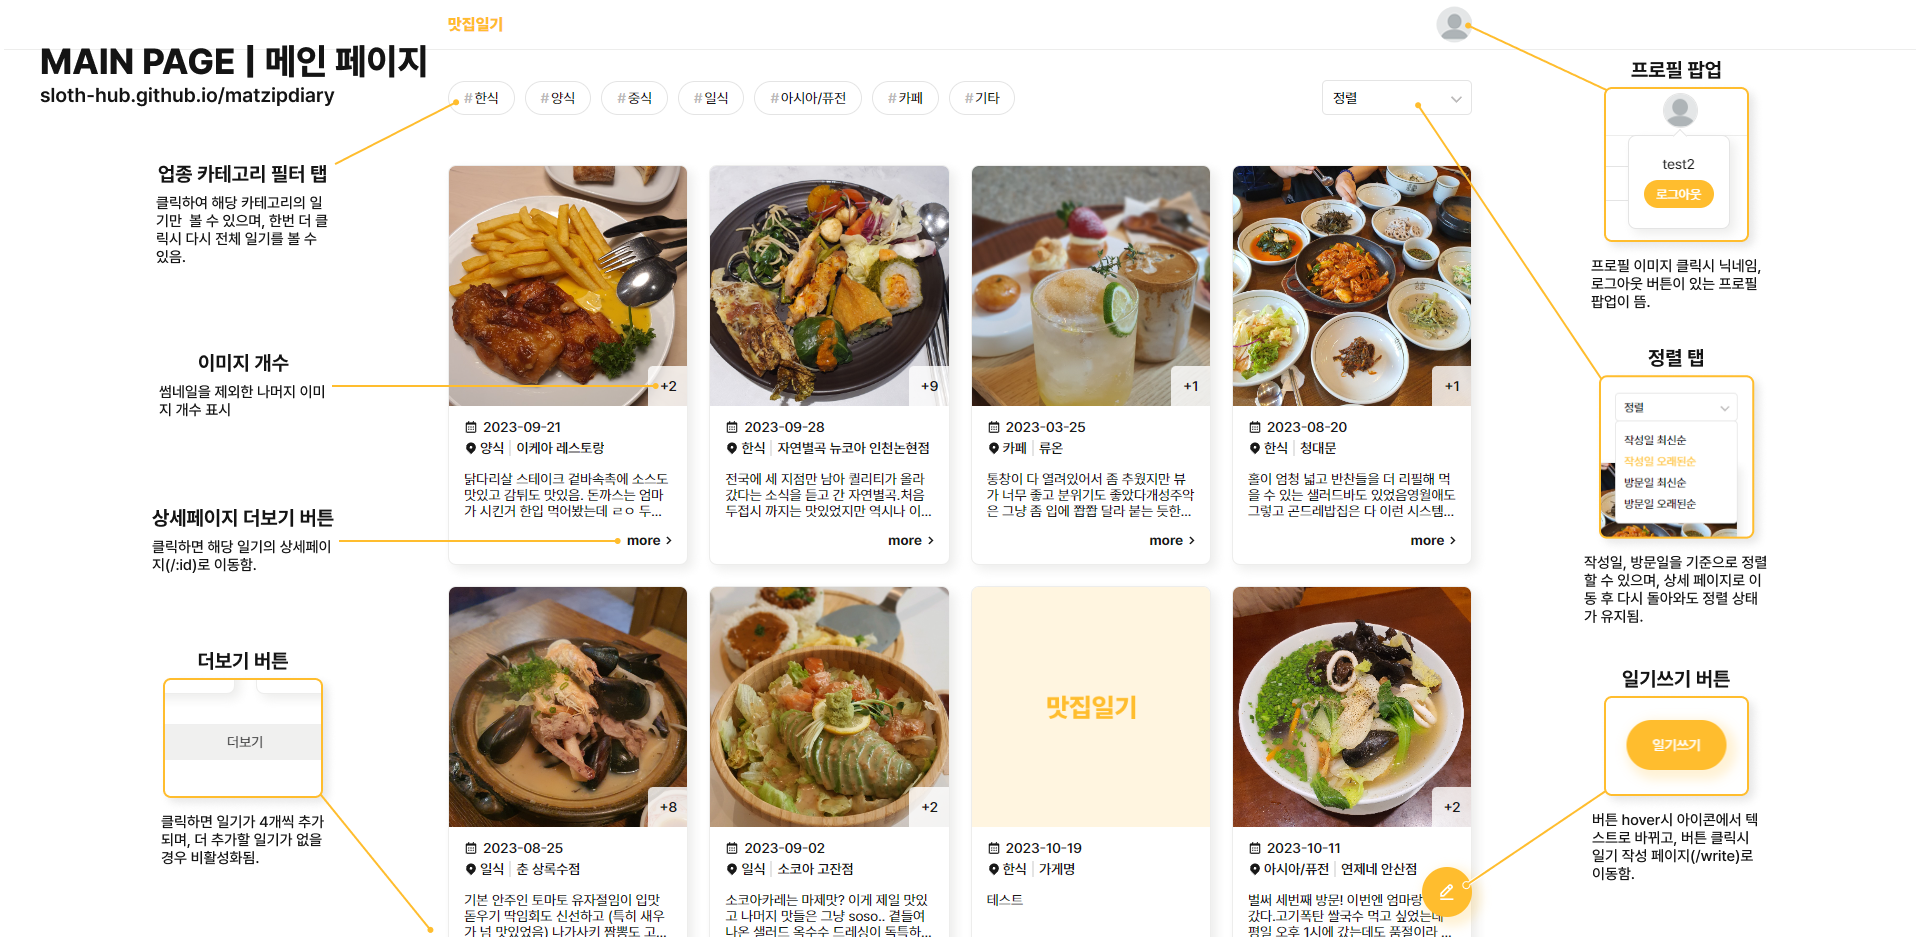 맛집일기
MAIN PAGE | 메인 페이지
sloth-hub.github.io/matzipdiary
#한식
#양식
#중식
#일식
#아시아/퓨전
#카페
#기타
정렬
업종 카테고리 필터 탭
클릭하여 해당 카테고리의 일
기만 볼 수 있으며, 한번 더 클
릭시 다시 전체 일기를 볼 수
있음.
이미지 개수
썸네일을 제외한 나머지 이미
지 개수 표시
상세페이지 더보기 버튼
클릭하면 해당 일기의 상세페이
지(/:id)로 이동함.
더보기 버튼
더보기
클릭하면 일기가 4개씩 추가
되며, 더 추가할 일기가 없을
경우 비활성화됨.
+2
2023-09-21
양식 | 이케아 레스토랑
닭다리살 스테이크 겉바속촉에 소스도
맛있고 감튀도 맛있음. 돈까스는 엄마
가 시킨거 한입 먹어봤는데 ㄹㅇ 두...
more >
+9
2023-09-28
한식 | 자연별곡 뉴코아 인천논현점
전국에 세 지점만 남아 퀄리티가 올라
갔다는 소식을 듣고 간 자연별곡.처음
두접시 까지는 맛있었지만 역시나 이...
more >
+1
2023-03-25
카페 | 류온
통창이 다 열려있어서 좀 추웠지만 뷰
가 너무 좋고 분위기도 좋았다개성주악
은 그냥 좀 입에 쫩쫩 달라 붙는 듯한...
more >
+1
2023-08-20
한식 | 청대문
홀이 엄청 넓고 반찬들을 더 리필해 먹
을 수 있는 샐러드바도 있었음영월애도
그렇고 곤드레밥집은 다 이런 시스템...
more >
+8
2023-08-25
일식 | 춘 상록수점
기본 안주인 토마토 유자절임이 입맛
돋우기 딱임회도 신선하고 (특히 새우
가 넘 맛있었음) 나가사키 짬뽕도 고...
+2
2023-09-02
일식 | 소코아 고잔점
소코아카레는 마제맛? 이게 제일 맛있
고 나머지 맛들은 그냥 soso.. 곁들여
나온 샐러드 옥수수 드레싱이 독특하...
맛집일기
2023-10-19
한식 | 가게명
테스트
+2
2023-10-11
아시아/퓨전 | 연제네 안산점
벌써 세번째 방문! 이번엔 엄마랑
갔다.고기폭탄 쌀국수 먹고 싶었는데
평일 오후 1시에 갔는데도 품절이라 ...
프로필 팝업
test2
로그아웃
프로필 이미지 클릭시 닉네임,
로그아웃 버튼이 있는 프로필
팝업이 뜸.
정렬 탭
정렬
작성일 최신순
작성일 오래된순
방문일 최신순
방문일 오래된순
작성일, 방문일을 기준으로 정렬
할 수 있으며, 상세 페이지로 이
동 후 다시 돌아와도 정렬 상태
가 유지됨.
일기쓰기 버튼
일기쓰기
버튼 hover시 아이콘에서 텍
스트로 바뀌고, 버튼 클릭시
일기 작성 페이지(/write)로
이동함.